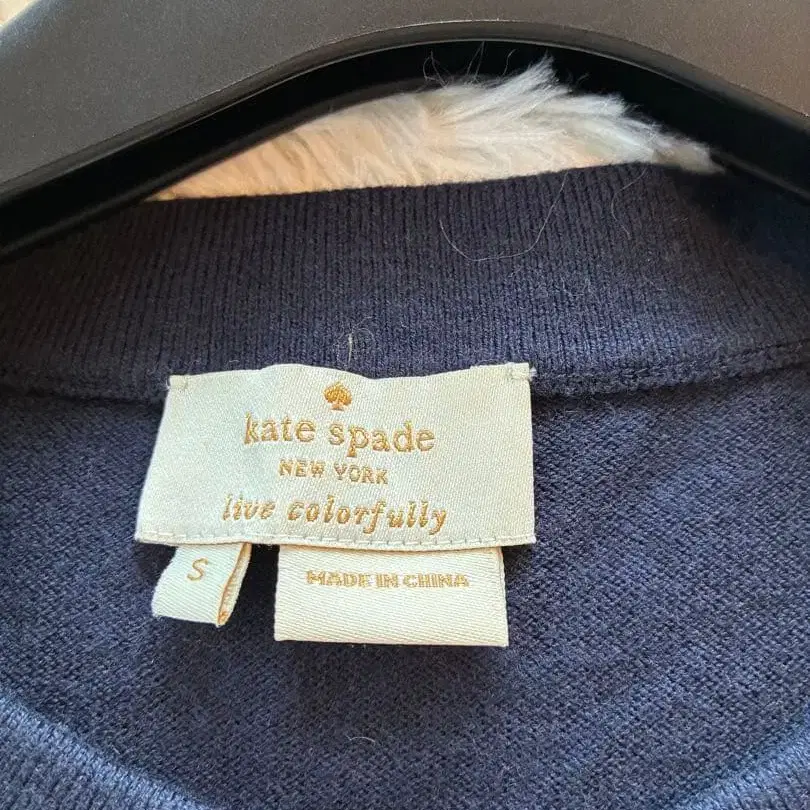 kate spade
NEW YORK
live colorfully
S
MADE IN CHINA